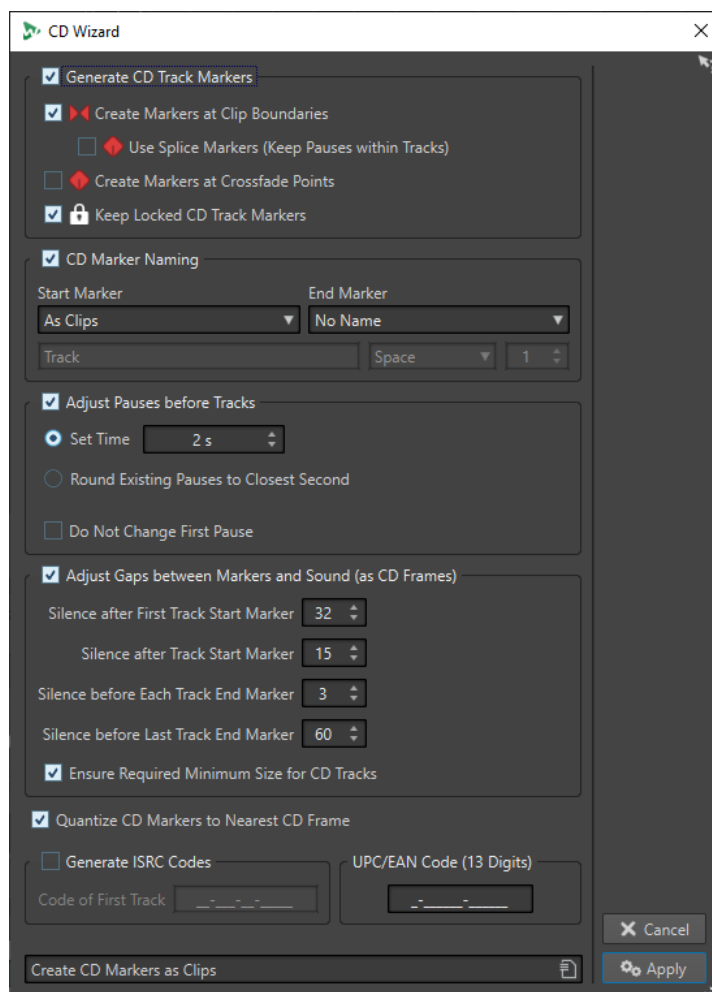 CD Wizard
Generate CD Track Markers
Create Markers at Clip Boundaries
Use Splice Markers (Keep Pauses within Tracks)
Create Markers at Crossfade Points
Keep Locked CD Track Markers
CD Marker Naming
Start Marker End Marker
As Clips No Name
Track Space 1
Adjust Pauses before Tracks
Set Time 2 s
Round Existing Pauses to Closest Second
Do Not Change First Pause
Adjust Gaps between Markers and Sound (as CD Frames)
Silence after First Track Start Marker 32
Silence after Track Start Marker 15
Silence before Each Track End Marker 3
Silence before Last Track End Marker 60
Ensure Required Minimum Size for CD Tracks
Quantize CD Markers to Nearest CD Frame
Generate ISRC Codes UPC/EAN Code (13 Digits)
Code of First Track __-___-__-_____ _-______-______
Cancel
Create CD Markers as Clips Apply